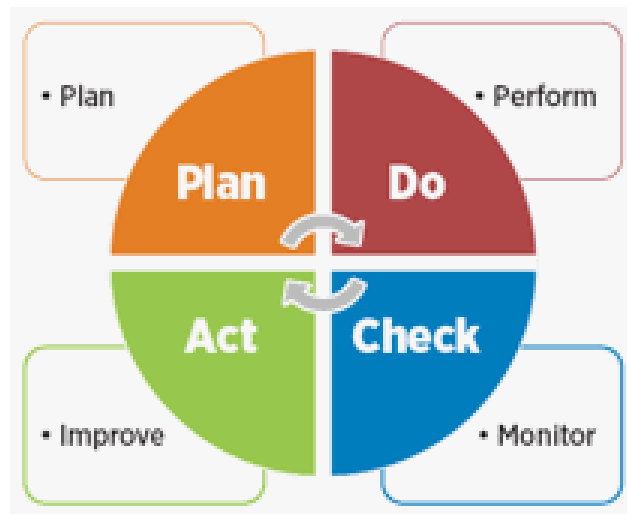 • Plan
• Perform
Plan
Do
Act
Check
• Improve
• Monitor